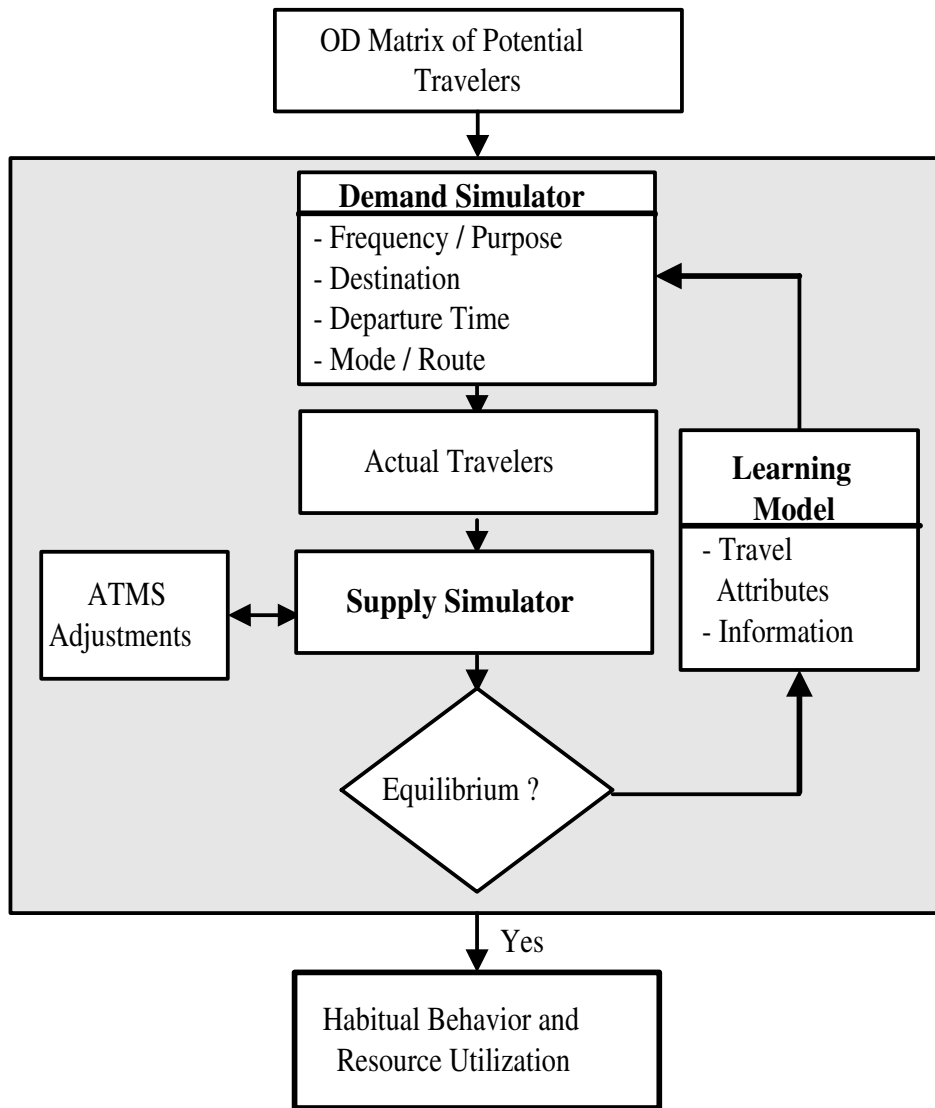 OD Matrix of Potential
Travelers
Demand Simulator
- Frequency / Purpose
- Destination
- Departure Time
- Mode / Route
Actual Travelers
Learning
Model
- Travel
Attributes
- Information
ATMS
Adjustments
Supply Simulator
Equilibrium ?
Yes
Habitual Behavior and
Resource Utilization